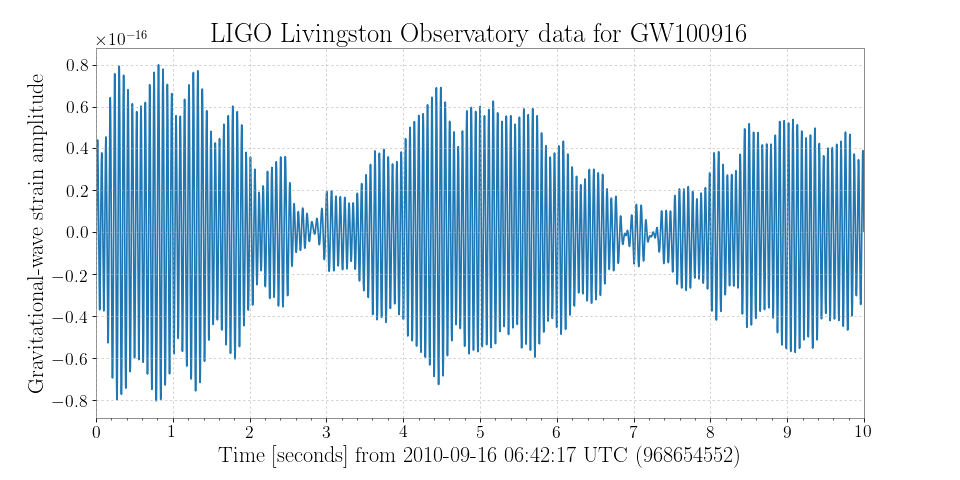 LIGO Livingston Observatory data for GW100916
×10⁻¹⁶
Gravitational-wave strain amplitude
0.8
0.6
0.4
0.2
0.0
−0.2
−0.4
−0.6
−0.8
0 1 2 3 4 5 6 7 8 9 10
Time [seconds] from 2010-09-16 06:42:17 UTC (968654552)